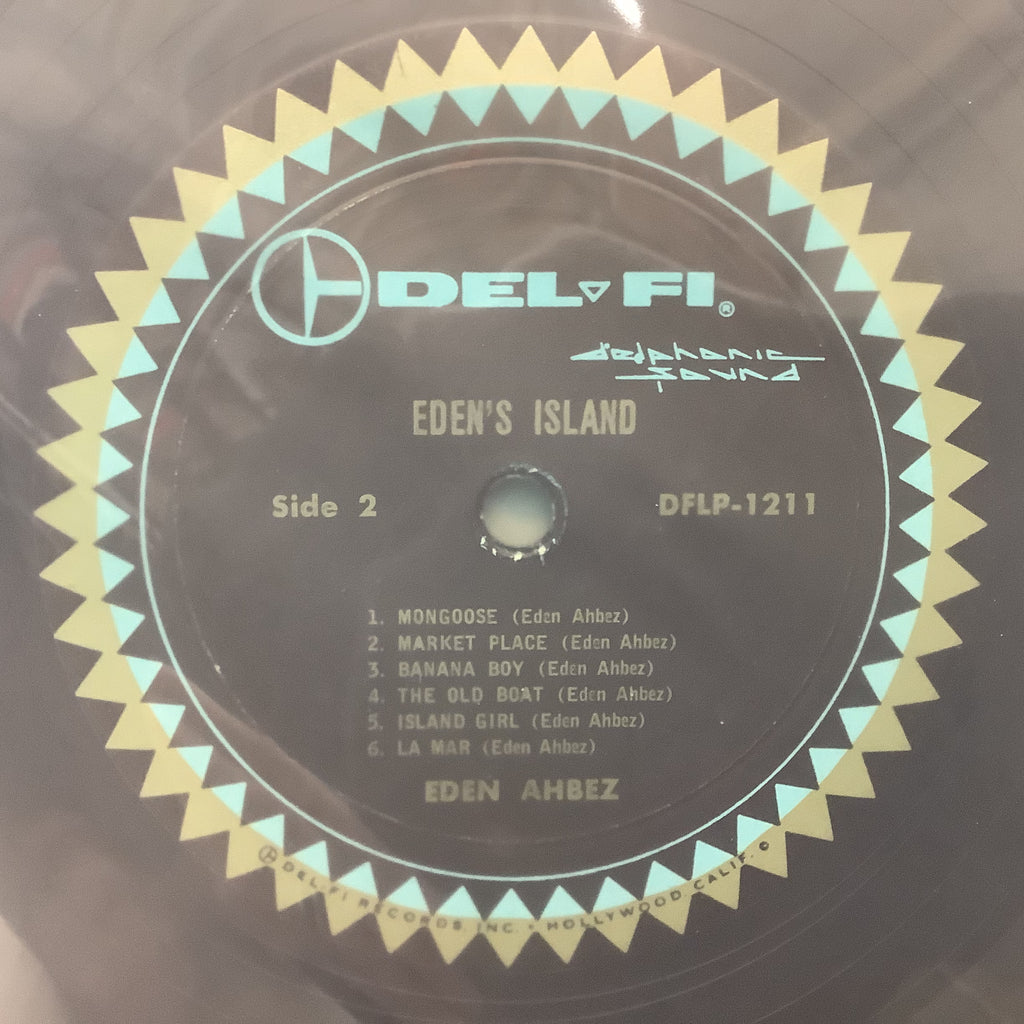 DEL-FI®
delphonic
sound
EDEN'S ISLAND
Side 2
DFLP-1211
1. MONGOOSE (Eden Ahbez)
2. MARKET PLACE (Eden Ahbez)
3. BANANA BOY (Eden Ahbez)
4. THE OLD BOAT (Eden Ahbez)
5. ISLAND GIRL (Eden Ahbez)
6. LA MAR (Eden Ahbez)
EDEN AHBEZ
DEL-FI RECORDS, INC. • HOLLYWOOD CALIF.